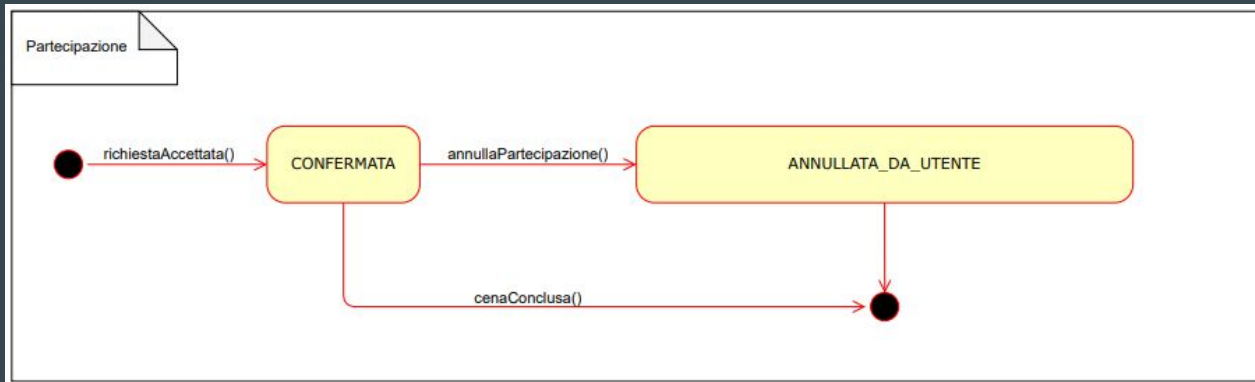 Partecipazione
richiestaAccettata()
CONFERMATA
annullaPartecipazione()
ANNULLATA_DA_UTENTE
cenaConclusa()